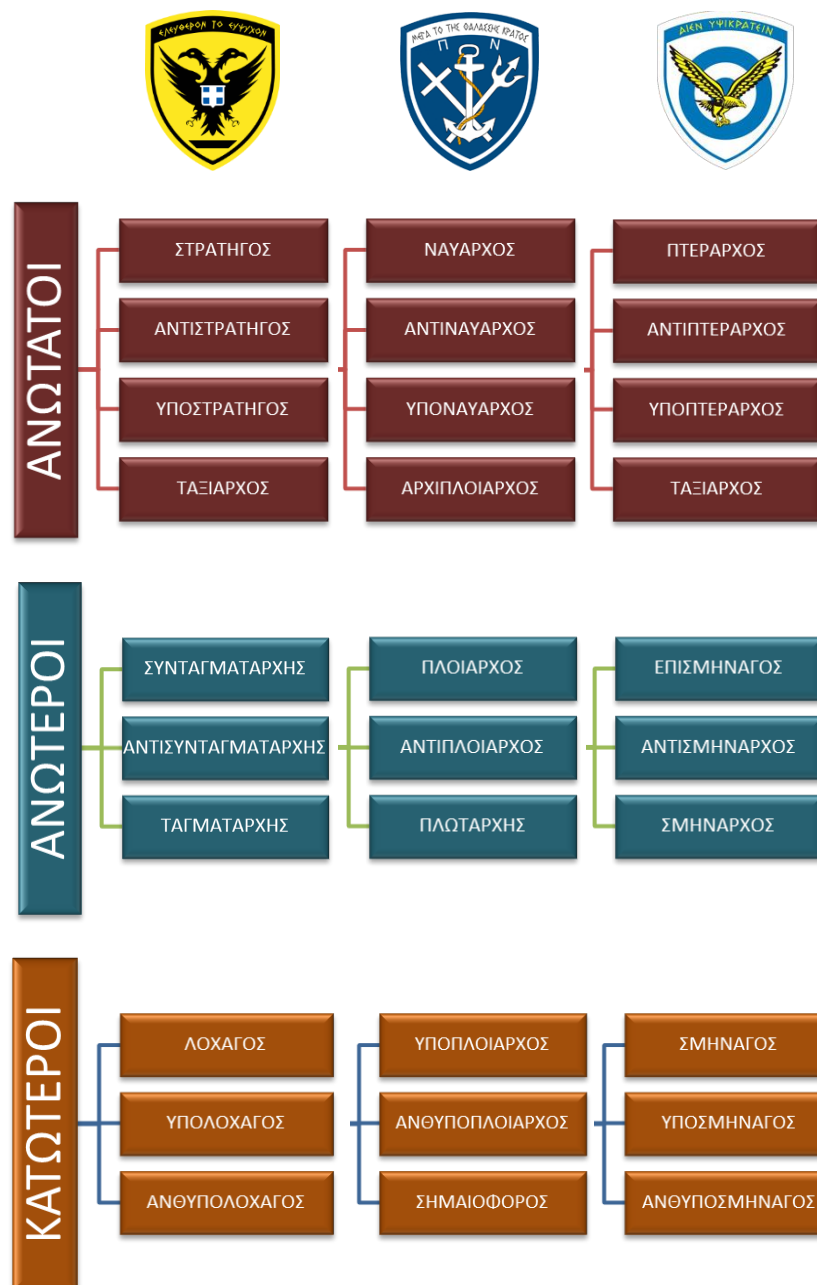 ΕΛΕΥΘΕΡΟΝ ΤΟ ΕΥΨΥΧΟΝ
ΜΕΓΑ ΤΟ ΤΗΣ ΘΑΛΑΣΣΗΣ ΚΡΑΤΟΣ
Π Ν
ΑΙΕΝ ΥΨΙΚΡΑΤΕΙΝ
ΑΝΩΤΑΤΟΙ
ΣΤΡΑΤΗΓΟΣ
ΝΑΥΑΡΧΟΣ
ΠΤΕΡΑΡΧΟΣ
ΑΝΤΙΣΤΡΑΤΗΓΟΣ
ΑΝΤΙΝΑΥΑΡΧΟΣ
ΑΝΤΙΠΤΕΡΑΡΧΟΣ
ΥΠΟΣΤΡΑΤΗΓΟΣ
ΥΠΟΝΑΥΑΡΧΟΣ
ΥΠΟΠΤΕΡΑΡΧΟΣ
ΤΑΞΙΑΡΧΟΣ
ΑΡΧΙΠΛΟΙΑΡΧΟΣ
ΤΑΞΙΑΡΧΟΣ
ΑΝΩΤΕΡΟΙ
ΣΥΝΤΑΓΜΑΤΑΡΧΗΣ
ΠΛΟΙΑΡΧΟΣ
ΕΠΙΣΜΗΝΑΓΟΣ
ΑΝΤΙΣΥΝΤΑΓΜΑΤΑΡΧΗΣ
ΑΝΤΙΠΛΟΙΑΡΧΟΣ
ΑΝΤΙΣΜΗΝΑΡΧΟΣ
ΤΑΓΜΑΤΑΡΧΗΣ
ΠΛΩΤΑΡΧΗΣ
ΣΜΗΝΑΡΧΟΣ
ΚΑΤΩΤΕΡΟΙ
ΛΟΧΑΓΟΣ
ΥΠΟΠΛΟΙΑΡΧΟΣ
ΣΜΗΝΑΓΟΣ
ΥΠΟΛΟΧΑΓΟΣ
ΑΝΘΥΠΟΠΛΟΙΑΡΧΟΣ
ΥΠΟΣΜΗΝΑΓΟΣ
ΑΝΘΥΠΟΛΟΧΑΓΟΣ
ΣΗΜΑΙΟΦΟΡΟΣ
ΑΝΘΥΠΟΣΜΗΝΑΓΟΣ